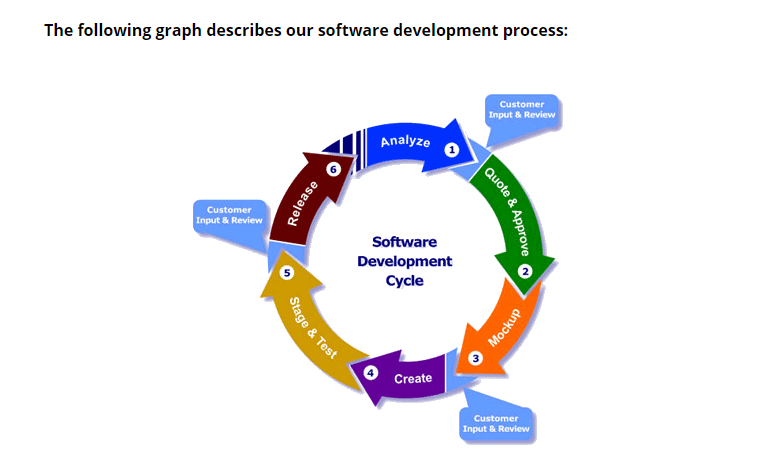 The following graph describes our software development process:
Customer
Input & Review
Analyze
1
Quote & Approve
2
Mockup
3
Customer
Input & Review
Create
4
Stage & Test
5
Customer
Input & Review
Release
6
Software
Development
Cycle